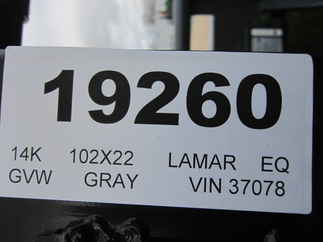 19260
14K 102X22 LAMAR EQ
GVW GRAY VIN 37078